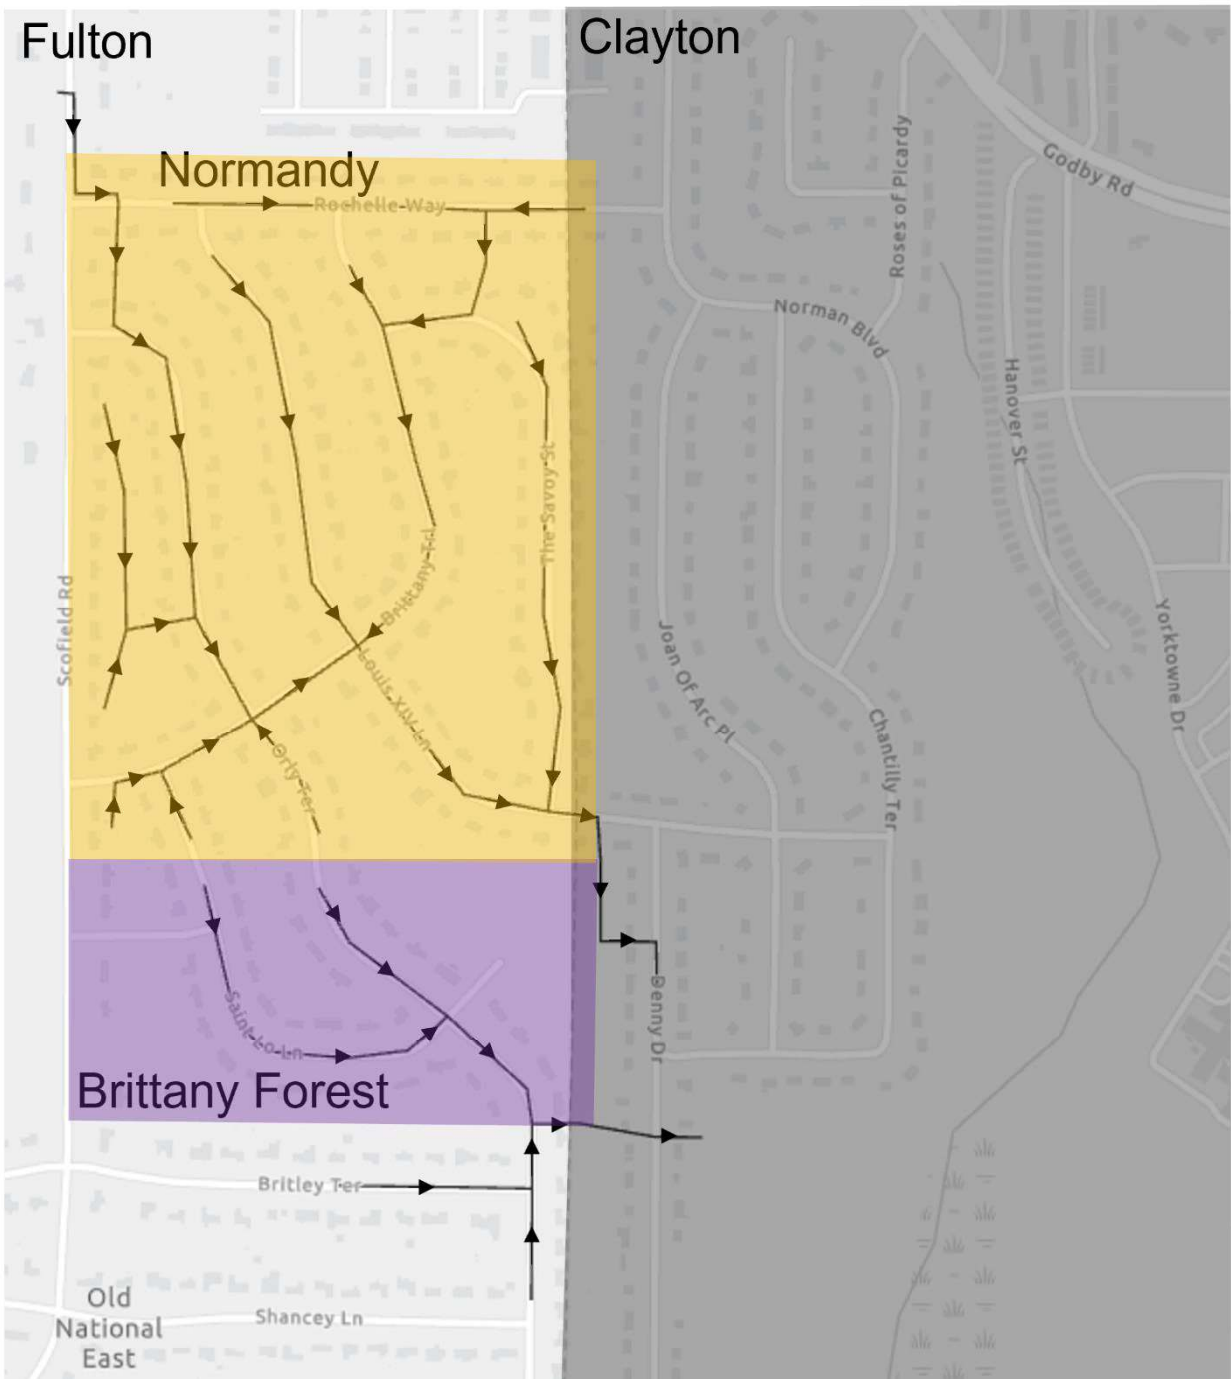 Fulton
Clayton
Normandy
Rochelle Way
Roses of Picardy
Godby Rd
Norman Blvd
Hanover St
The Savoy St
Brittany Trl
Scofield Rd
Louis XIV Ln
Joan Of Arc Pl
Yorktowne Dr
Chantilly Ter
Orly Ter
Denny Dr
Saint Lo Ln
Brittany Forest
Britley Ter
Old
National
East
Shancey Ln